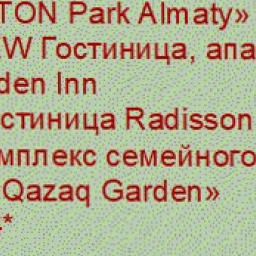 TON Park Almaty»
W Гостиница, апа
den Inn
стиница Radisson
мплекс семейного
Qazaq Garden»
*